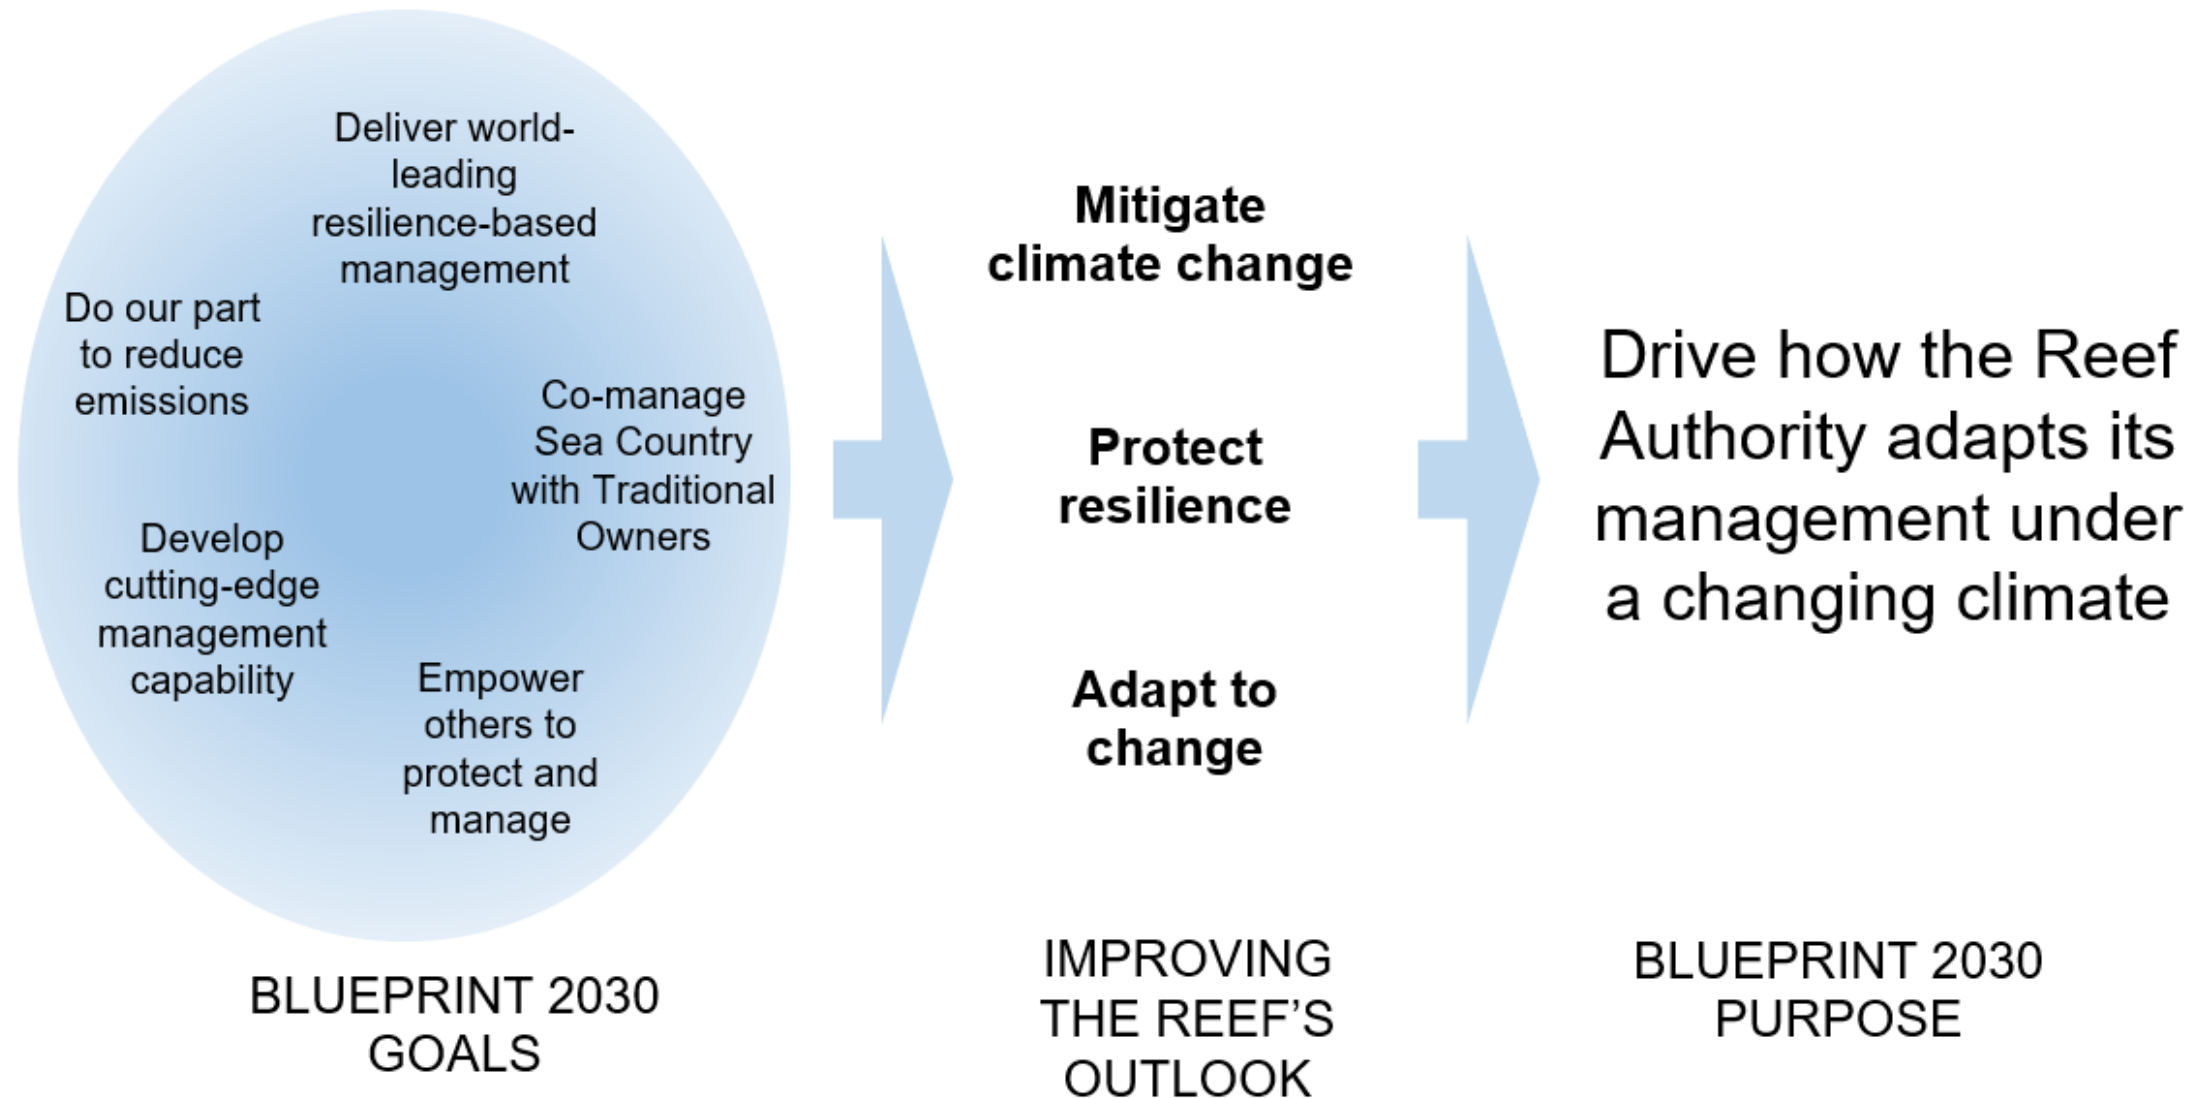 Deliver world-
leading
resilience-based
management
Do our part
to reduce
emissions
Co-manage
Sea Country
with Traditional
Owners
Develop
cutting-edge
management
capability
Empower
others to
protect and
manage
BLUEPRINT 2030
GOALS
Mitigate
climate change
Protect
resilience
Adapt to
change
IMPROVING
THE REEF’S
OUTLOOK
Drive how the Reef
Authority adapts its
management under
a changing climate
BLUEPRINT 2030
PURPOSE